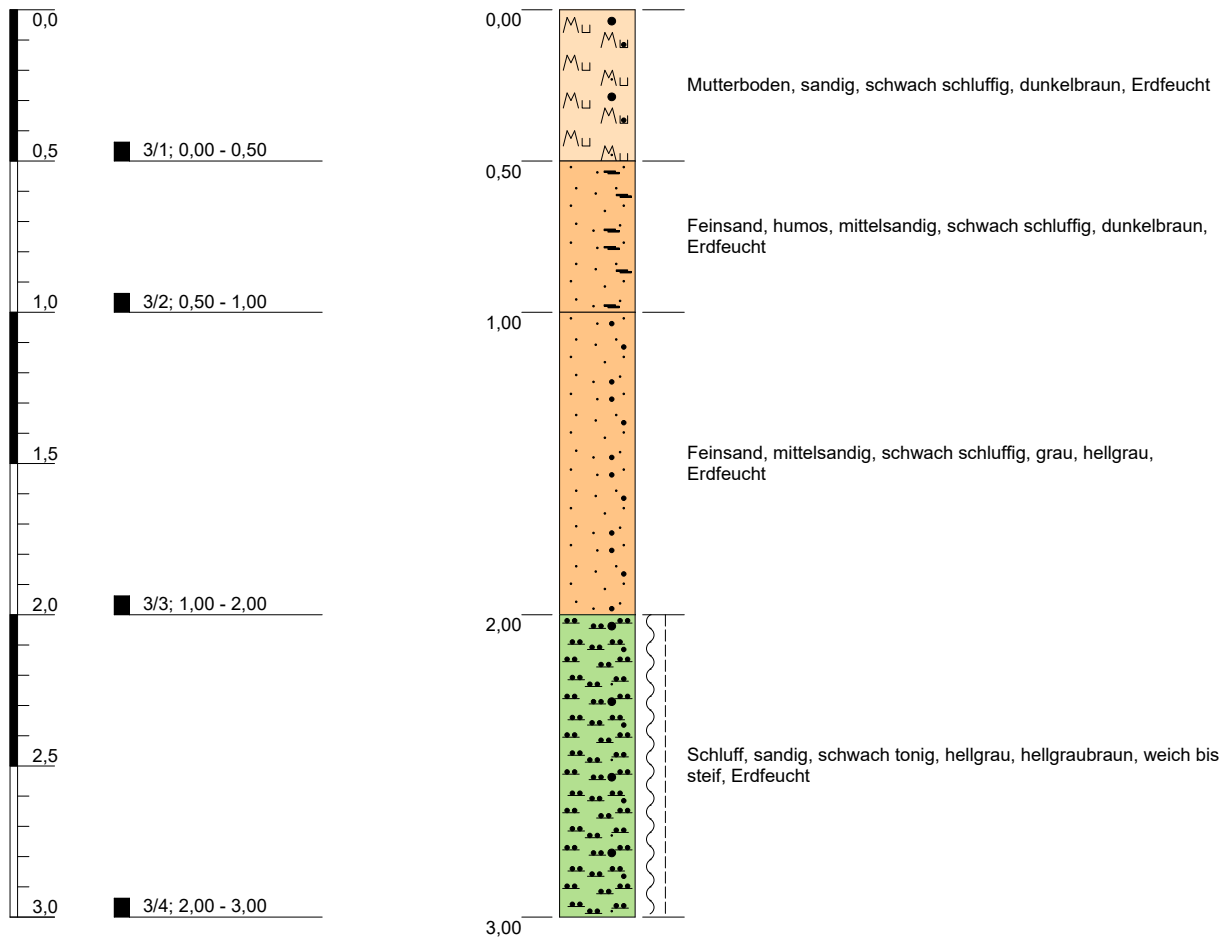 0,0
0,00
Mutterboden, sandig, schwach schluffig, dunkelbraun, Erdfeucht
0,5
3/1; 0,00 - 0,50
0,50
Feinsand, humos, mittelsandig, schwach schluffig, dunkelbraun,
Erdfeucht
1,0
3/2; 0,50 - 1,00
1,00
Feinsand, mittelsandig, schwach schluffig, grau, hellgrau,
Erdfeucht
1,5
2,0
3/3; 1,00 - 2,00
2,00
Schluff, sandig, schwach tonig, hellgrau, hellgraubraun, weich bis
steif, Erdfeucht
2,5
3,0
3/4; 2,00 - 3,00
3,00